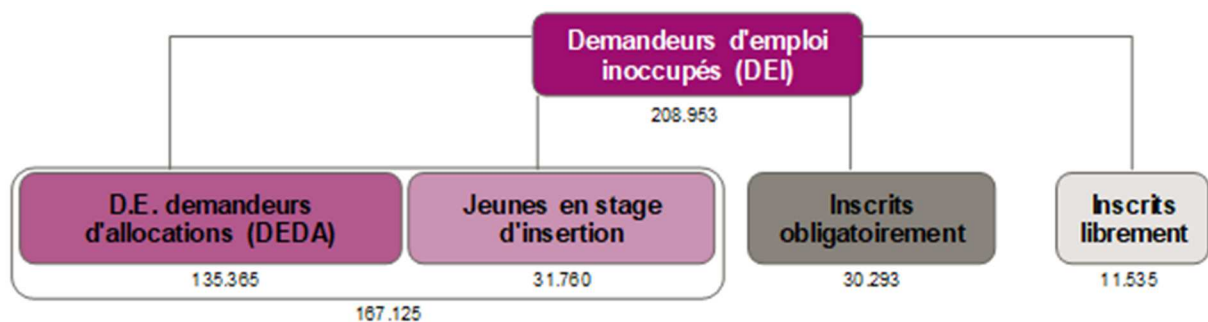 Demandeurs d'emploi
inoccupés (DEI)
208.953
D.E. demandeurs
d'allocations (DEDA)
135.365
Jeunes en stage
d'insertion
31.760
167.125
Inscrits
obligatoirement
30.293
Inscrits
librement
11.535